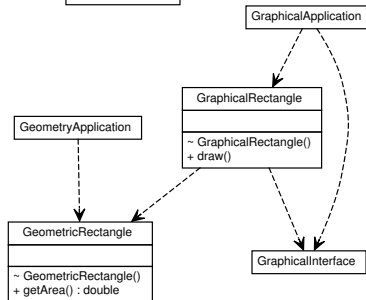 GraphicalApplication
GraphicalRectangle
~ GraphicalRectangle()
+ draw()
GeometryApplication
GeometricRectangle
~ GeometricRectangle()
+ getArea() : double
GraphicalInterface